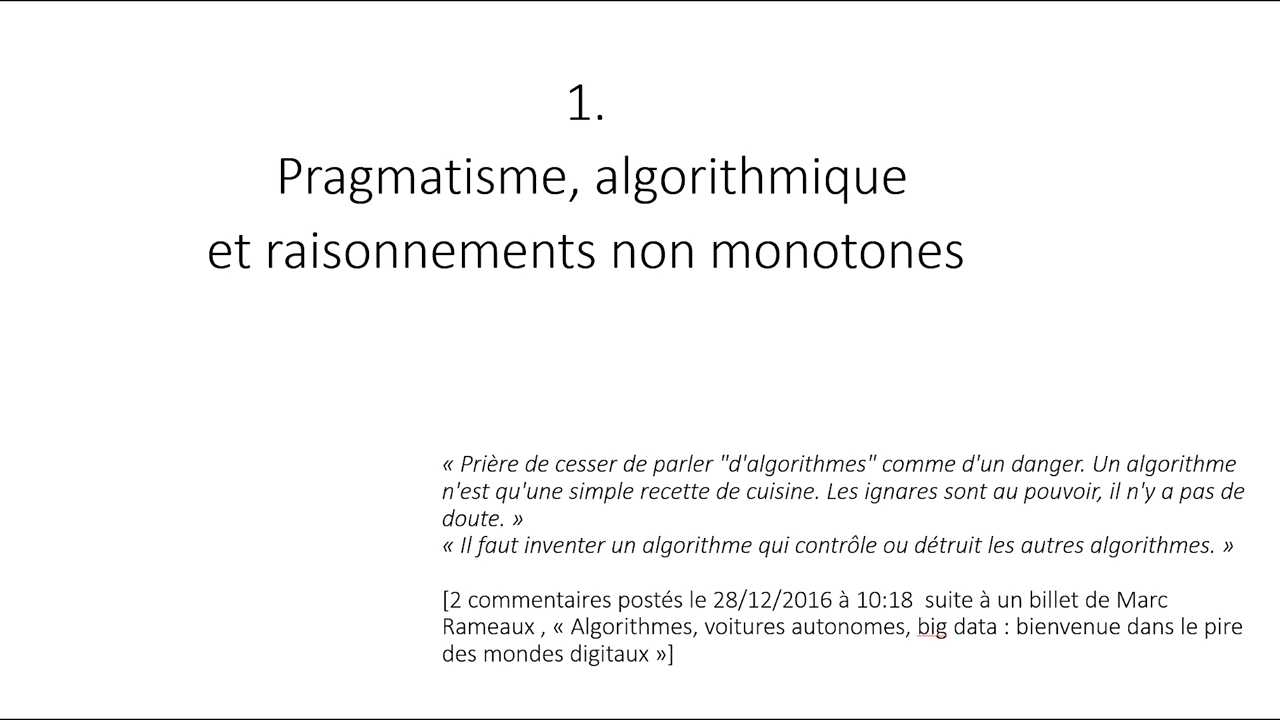 1.
Pragmatisme, algorithmique
et raisonnements non monotones
« Prière de cesser de parler "d'algorithmes" comme d'un danger. Un algorithme
n'est qu'une simple recette de cuisine. Les ignares sont au pouvoir, il n'y a pas de
doute. »
« Il faut inventer un algorithme qui contrôle ou détruit les autres algorithmes. »
[2 commentaires postés le 28/12/2016 à 10:18  suite à un billet de Marc
Rameaux , « Algorithmes, voitures autonomes, big data : bienvenue dans le pire
des mondes digitaux »]